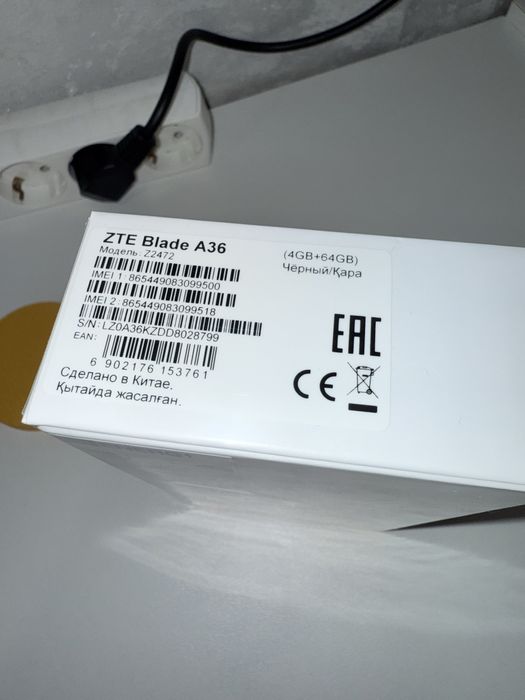 ZTE Blade A36
Модель: Z2472
(4GB+64GB)
Черный/Қара
IMEI 1: 865449083099500
IMEI 2: 865449083099518
S/N: LZ0A36KZDD8028799
EAN:
6 902176 153761
Сделано в Китае.
Қытайда жасалған.
EAC
CE